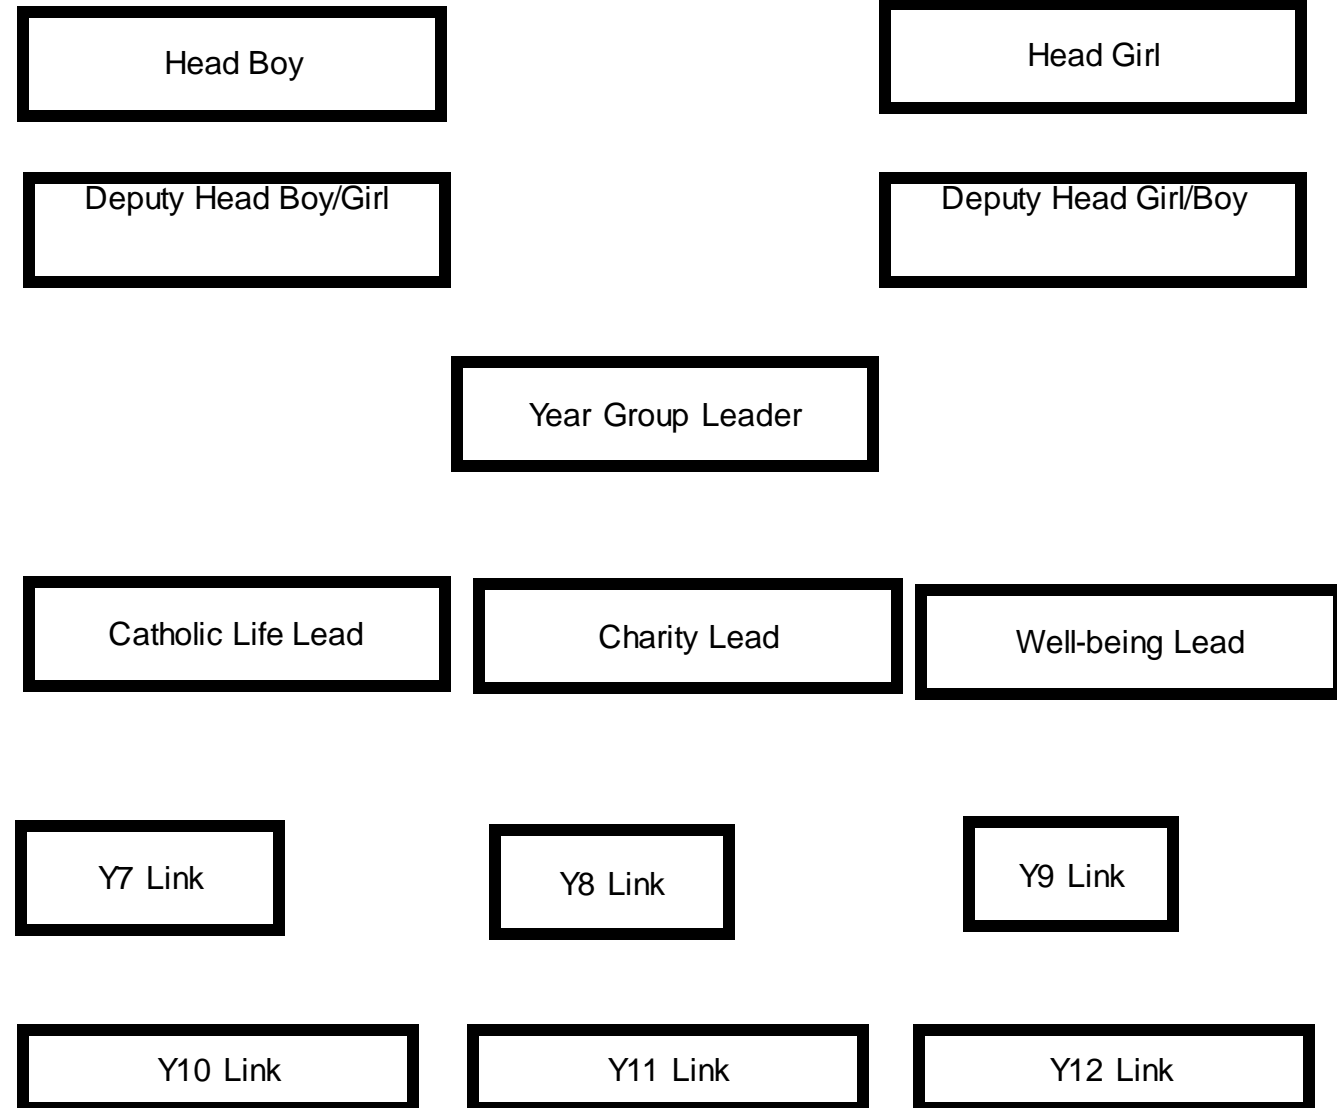 Head Boy
Head Girl
Deputy Head Boy/Girl
Deputy Head Girl/Boy
Year Group Leader
Catholic Life Lead
Charity Lead
Well-being Lead
Y7 Link
Y8 Link
Y9 Link
Y10 Link
Y11 Link
Y12 Link